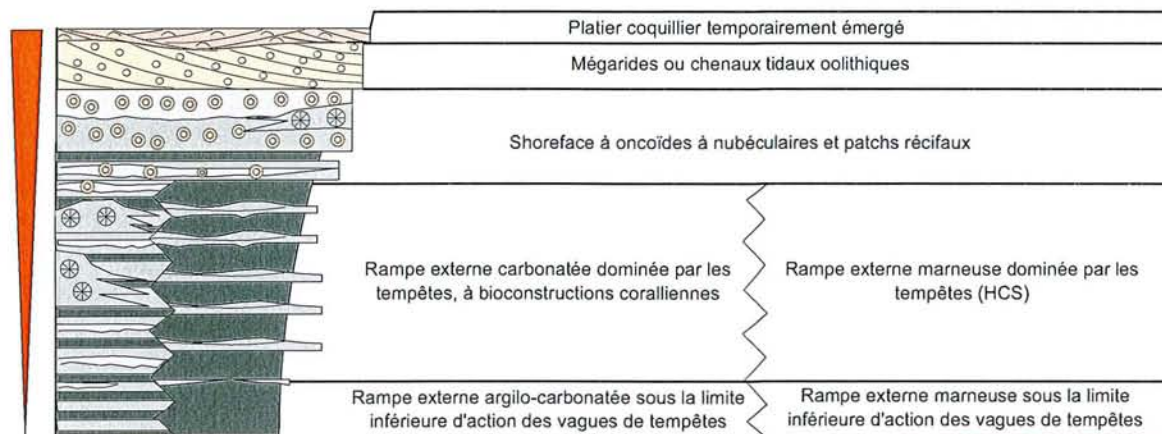 Platier coquillier temporairement émergé
Mégarides ou chenaux tidaux oolithiques
Shoreface à oncoïdes à nubéculaires et patchs récifaux
Rampe externe carbonatée dominée par les
tempêtes, à bioconstructions coralliennes
Rampe externe marneuse dominée par les
tempêtes (HCS)
Rampe externe argilo-carbonatée sous la limite
inférieure d'action des vagues de tempêtes
Rampe externe marneuse sous la limite
inférieure d'action des vagues de tempêtes